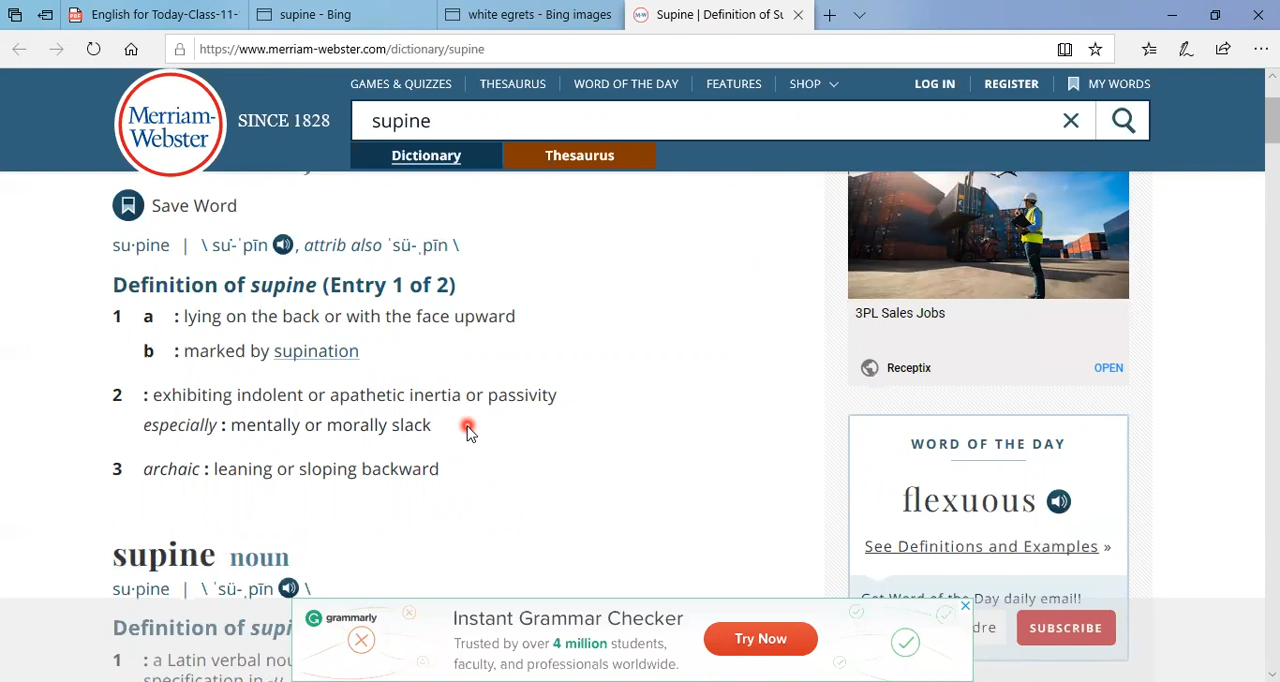 English for Today-Class-11-
supine - Bing
white egrets - Bing images
Supine | Definition of Su
https://www.merriam-webster.com/dictionary/supine
GAMES & QUIZZES THESAURUS WORD OF THE DAY FEATURES SHOP LOG IN REGISTER MY WORDS
Merriam-
Webster
SINCE 1828
supine
Dictionary Thesaurus
Save Word
su·pine | \ su̇-ˈpīn , attrib also ˈsü-ˌpīn \
Definition of supine (Entry 1 of 2)
1 a : lying on the back or with the face upward
b : marked by supination
2 : exhibiting indolent or apathetic inertia or passivity
especially : mentally or morally slack
3 archaic : leaning or sloping backward
supine noun
su·pine | \ ˈsü-ˌpīn \
Definition of supi
1 : a Latin verbal nou
specification in -u
3PL Sales Jobs
Receptix OPEN
WORD OF THE DAY
flexuous
See Definitions and Examples »
Get Word of the Day daily email!
dre SUBSCRIBE
grammarly
Instant Grammar Checker
Trusted by over 4 million students,
faculty, and professionals worldwide.
Try Now